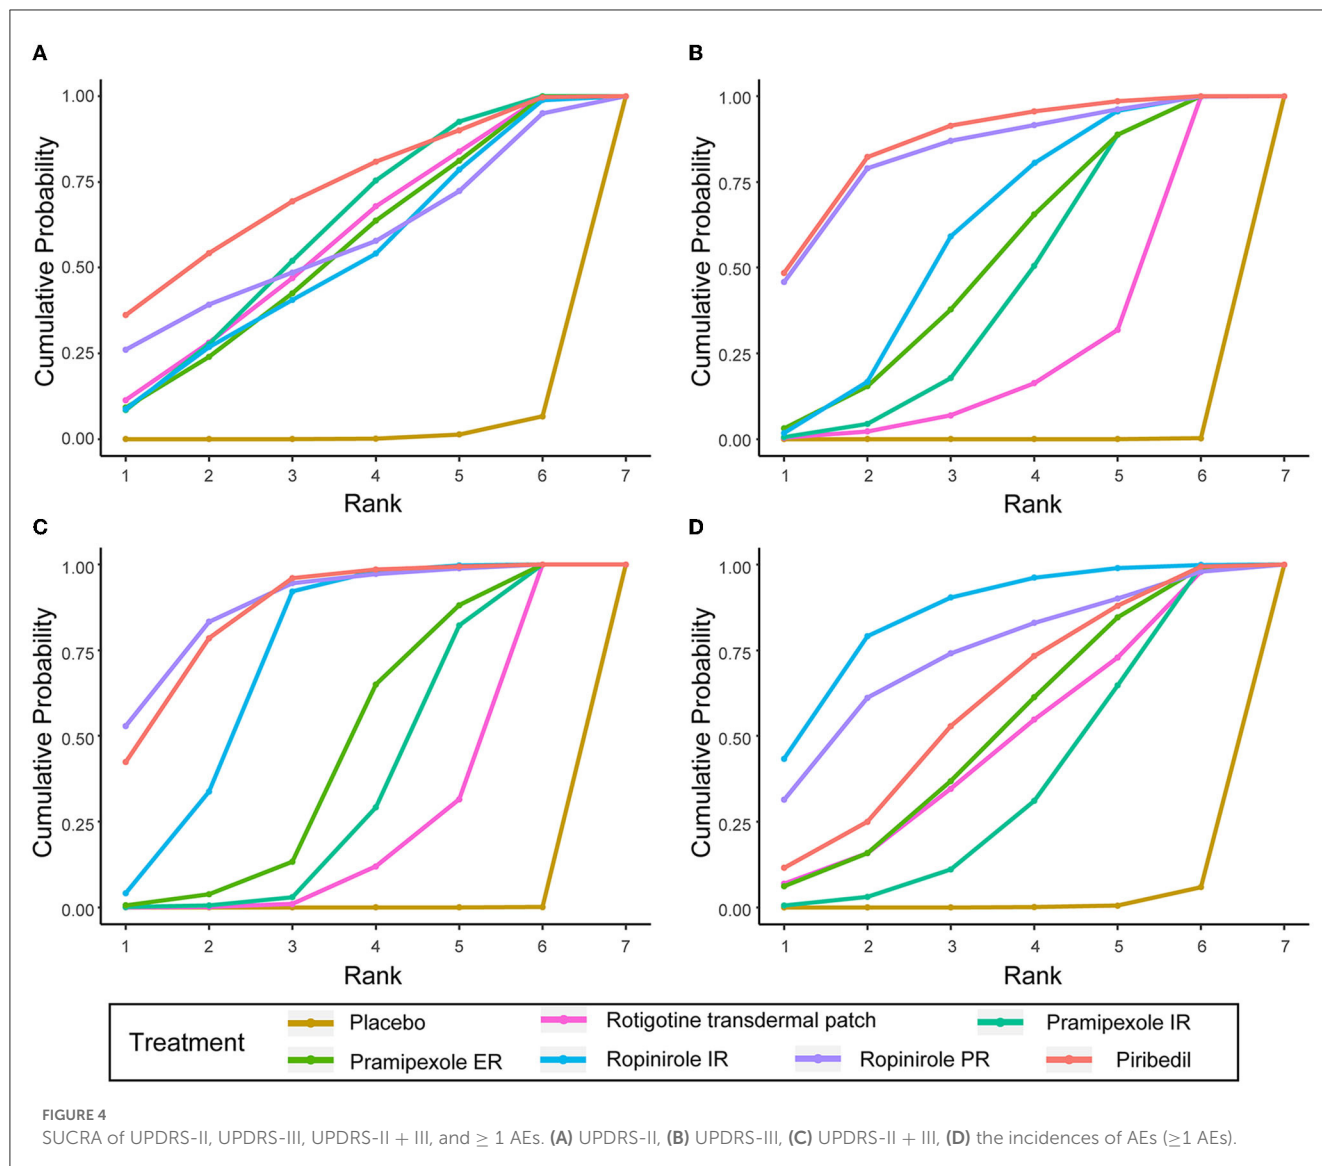 A
1.00
0.75
0.50
0.25
0.00
Cumulative Probability
1 2 3 4 5 6 7
Rank
B
1.00
0.75
0.50
0.25
0.00
Cumulative Probability
1 2 3 4 5 6 7
Rank
C
1.00
0.75
0.50
0.25
0.00
Cumulative Probability
1 2 3 4 5 6 7
Rank
D
1.00
0.75
0.50
0.25
0.00
Cumulative Probability
1 2 3 4 5 6 7
Rank
Treatment
Placebo Rotigotine transdermal patch Pramipexole IR
Pramipexole ER Ropinirole IR Ropinirole PR Piribedil
FIGURE 4
SUCRA of UPDRS-II, UPDRS-III, UPDRS-II + III, and ≥ 1 AEs. (A) UPDRS-II, (B) UPDRS-III, (C) UPDRS-II + III, (D) the incidences of AEs (≥1 AEs).